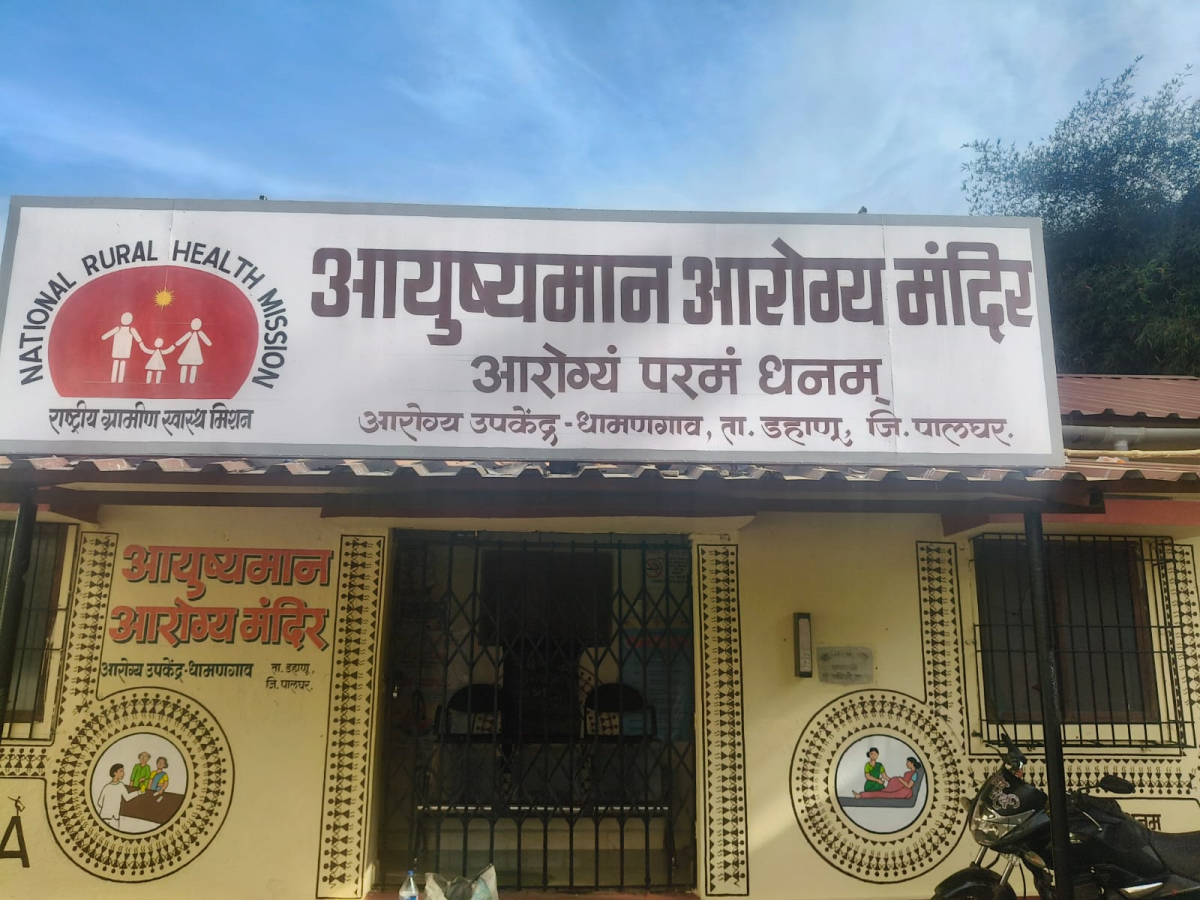 NATIONAL RURAL HEALTH MISSION
राष्ट्रीय ग्रामीण स्वास्थ मिशन
आयुष्यमान आरोग्य मंदिर
आरोग्यं परमं धनम्
आरोग्य उपकेंद्र - धामणगाव, ता. डहाणू, जि. पालघर.
आयुष्यमान
आरोग्य मंदिर
आरोग्य उपकेंद्र-धामणगाव ता. डहाणू,
जि. पालघर.
A